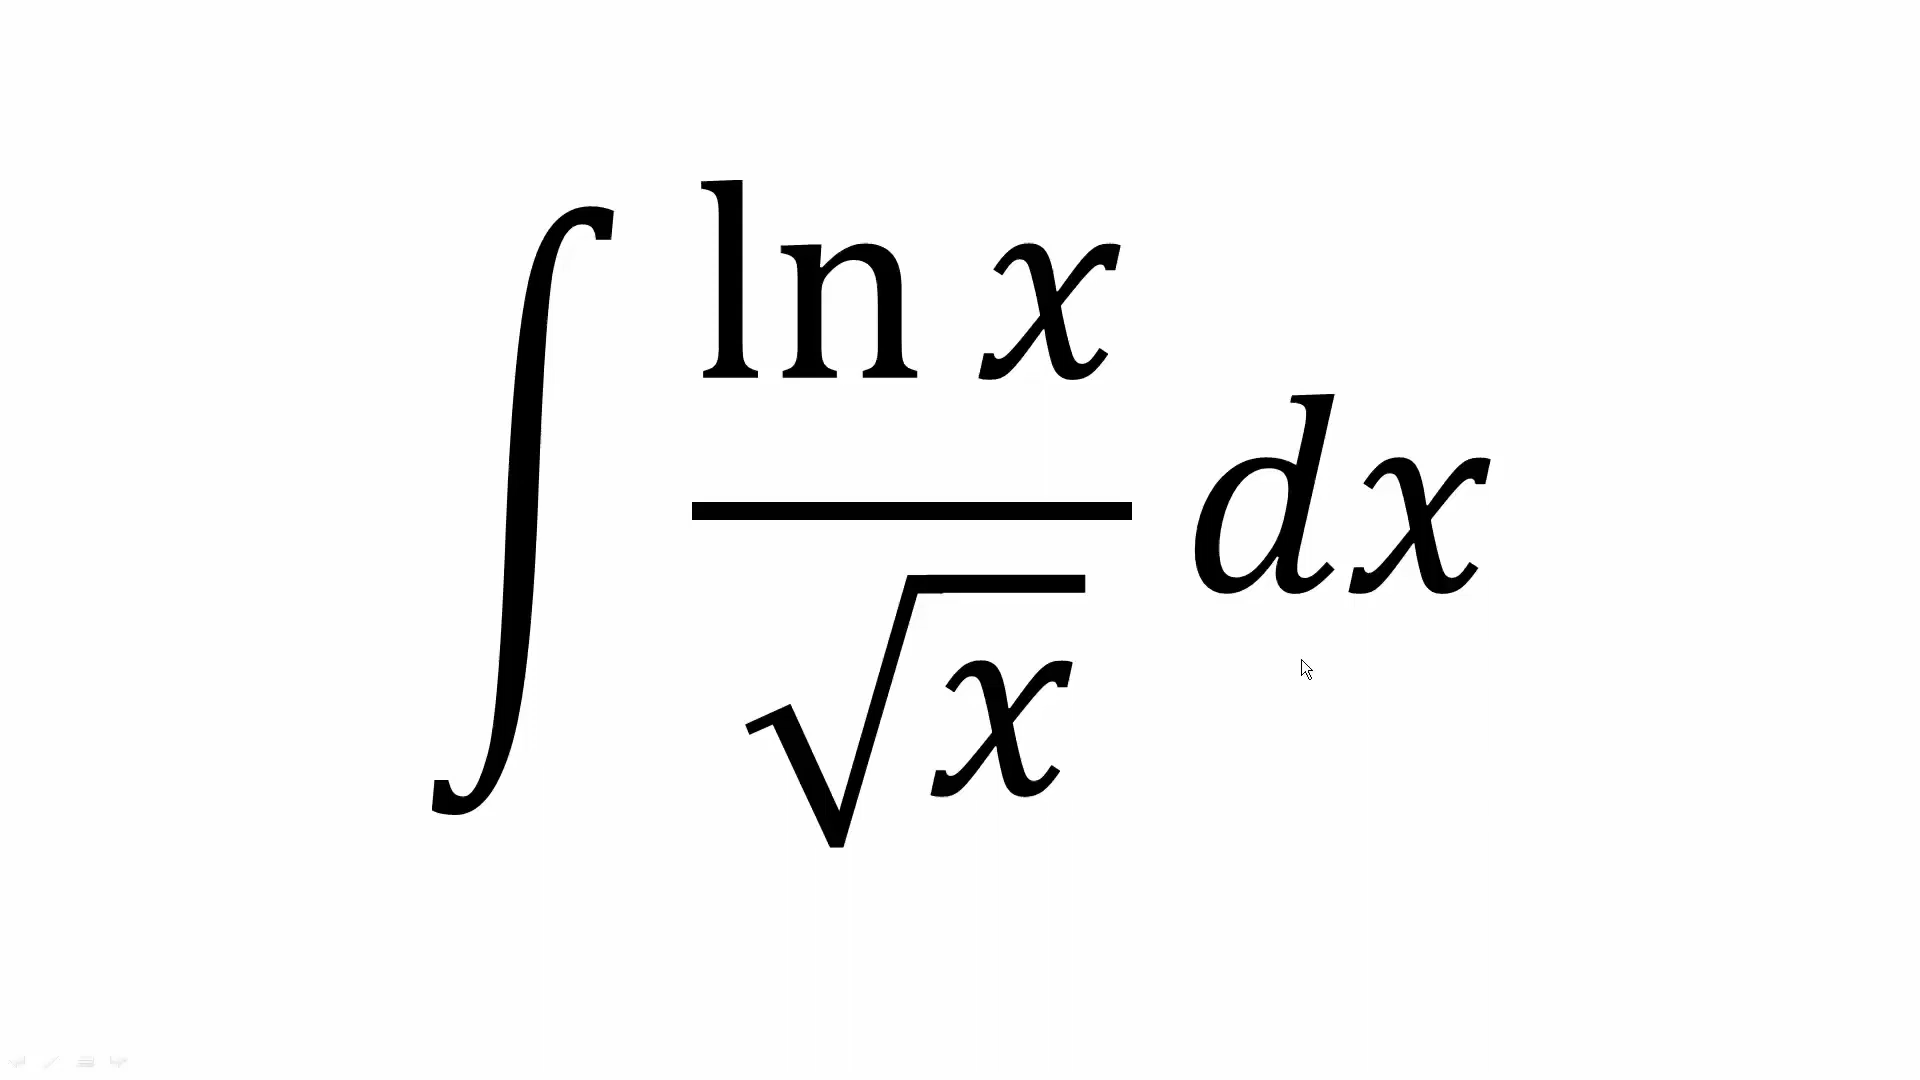 ∫ ln x / √x dx